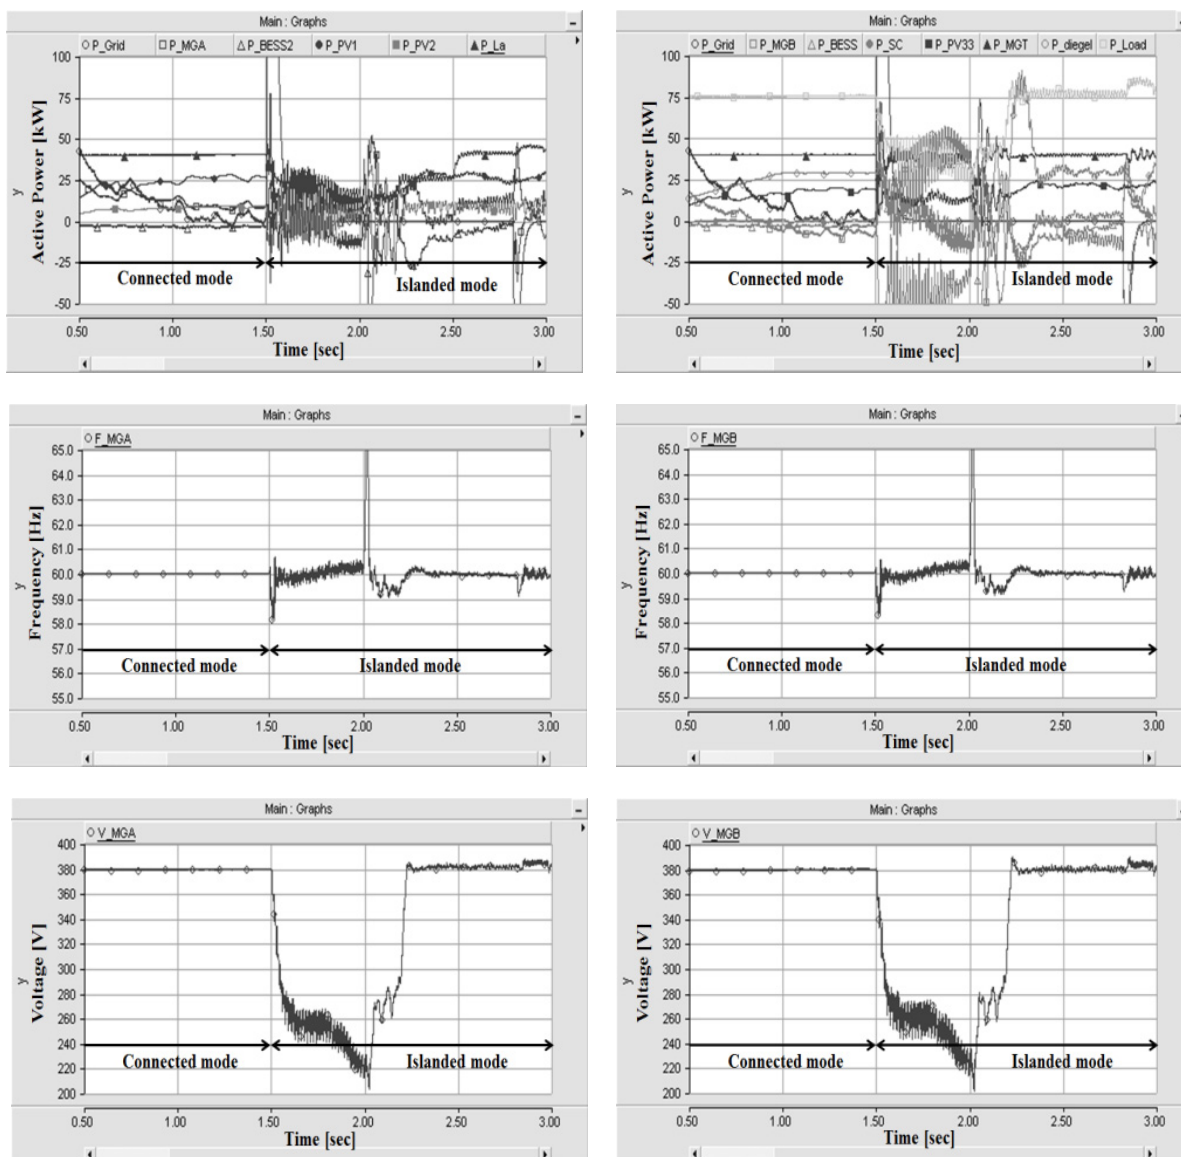 Main : Graphs
P_Grid P_MGA P_BESS2 P_PV1 P_PV2 P_La
y
Active Power [kW]
100
75
50
25
0
-25
-50
Connected mode
Islanded mode
0.50 1.00 1.50 2.00 2.50 3.00
Time [sec]
Main : Graphs
P_Grid P_MGB P_BESS P_SC P_PV33 P_MGT P_diegel P_Load
y
Active Power [kW]
100
75
50
25
0
-25
-50
Connected mode
Islanded mode
0.50 1.00 1.50 2.00 2.50 3.00
Time [sec]
Main : Graphs
F_MGA
y
Frequency [Hz]
65.0
64.0
63.0
62.0
61.0
60.0
59.0
58.0
57.0
56.0
55.0
Connected mode
Islanded mode
0.50 1.00 1.50 2.00 2.50 3.00
Time [sec]
Main : Graphs
F_MGB
y
Frequency [Hz]
65.0
64.0
63.0
62.0
61.0
60.0
59.0
58.0
57.0
56.0
55.0
Connected mode
Islanded mode
0.50 1.00 1.50 2.00 2.50 3.00
Time [sec]
Main : Graphs
V_MGA
y
Voltage [V]
400
380
360
340
320
300
280
260
240
220
200
Connected mode
Islanded mode
0.50 1.00 1.50 2.00 2.50 3.00
Time [sec]
Main : Graphs
V_MGB
y
Voltage [V]
400
380
360
340
320
300
280
260
240
220
200
Connected mode
Islanded mode
0.50 1.00 1.50 2.00 2.50 3.00
Time [sec]